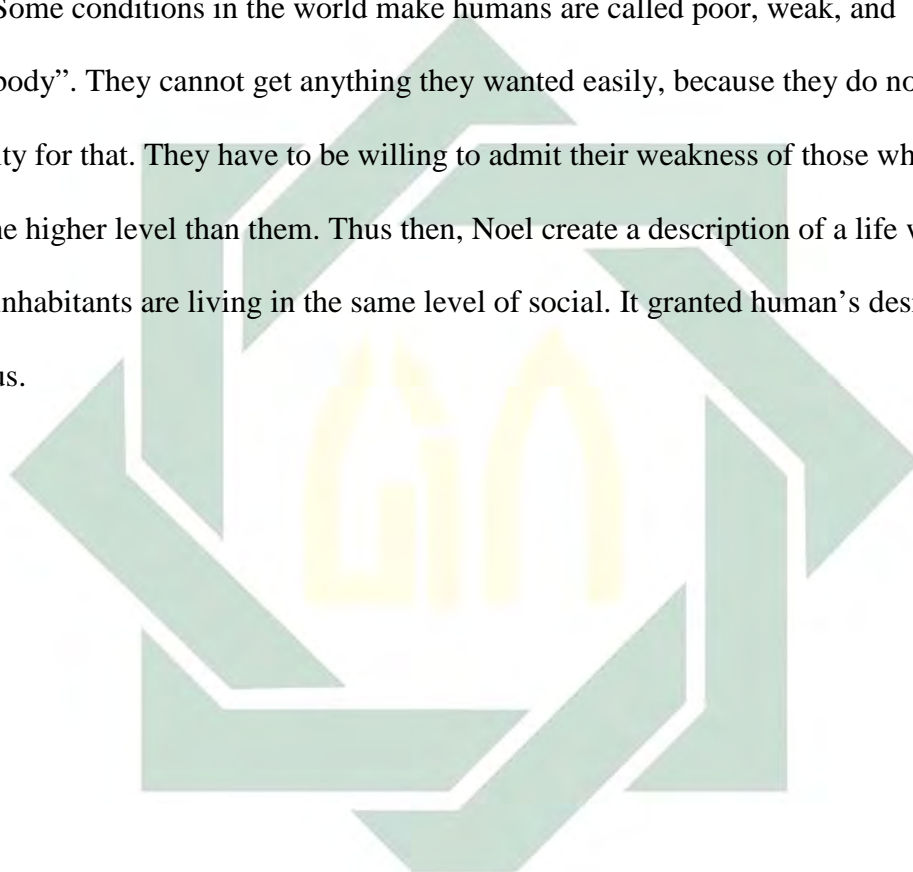 Some conditions in the world make humans are called poor, weak, and
body”. They cannot get anything they wanted easily, because they do no
ty for that. They have to be willing to admit their weakness of those wh
e higher level than them. Thus then, Noel create a description of a life
inhabitants are living in the same level of social. It granted human’s des
us.